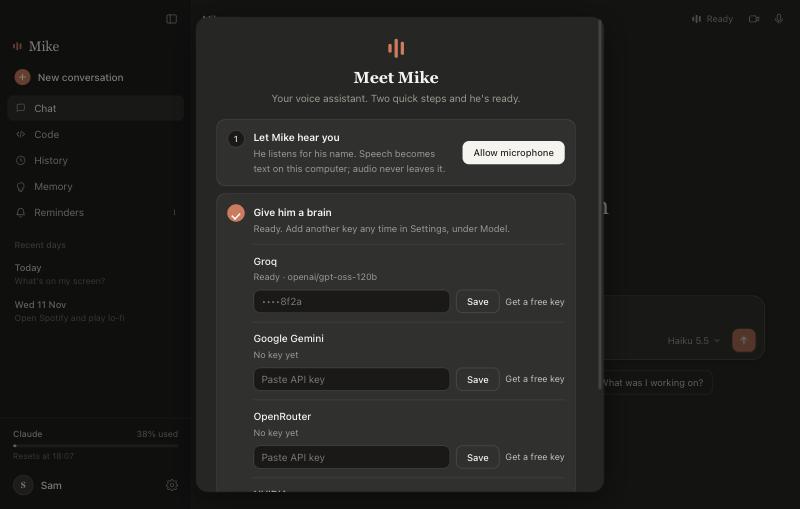 Mike
New conversation
Chat
Code
History
Memory
Reminders 1
Recent days
Today
What's on my screen?
Wed 11 Nov
Open Spotify and play lo-fi
Claude 38% used
Resets at 18:07
S Sam
Ready
Meet Mike
Your voice assistant. Two quick steps and he's ready.
1 Let Mike hear you
He listens for his name. Speech becomes
text on this computer; audio never leaves it.
Allow microphone
Give him a brain
Ready. Add another key any time in Settings, under Model.
Groq
Ready · openai/gpt-oss-120b
····8f2a Save Get a free key
Google Gemini
No key yet
Paste API key Save Get a free key
OpenRouter
No key yet
Paste API key Save Get a free key
Haiku 5.5
What was I working on?